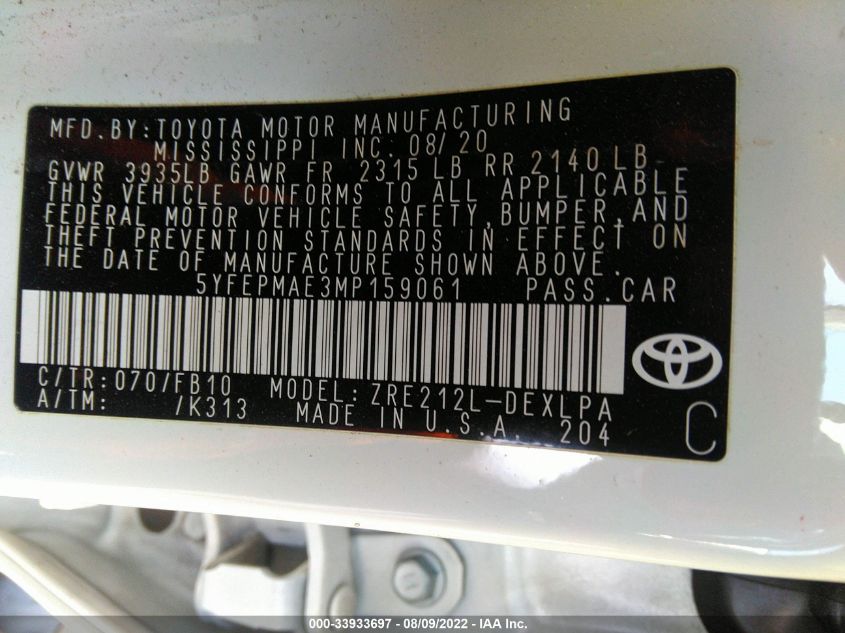 MFD.BY:TOYOTA MOTOR MANUFACTURING
MISSISSIPPI INC. 08/20
GVWR 3935LB GAWR FR 2315 LB RR 2140 LB
THIS VEHICLE CONFORMS TO ALL APPLICABLE
FEDERAL MOTOR VEHICLE SAFETY,BUMPER,AND
THEFT PREVENTION STANDARDS IN EFFECT ON
THE DATE OF MANUFACTURE SHOWN ABOVE.
5YFEPMAE3MP159061 PASS.CAR
C/TR:070/FB10 MODEL:ZRE212L-DEXLPA
A/TM: /K313 MADE IN U.S.A. 204
C
000-33933697 - 08/09/2022 - IAA Inc.